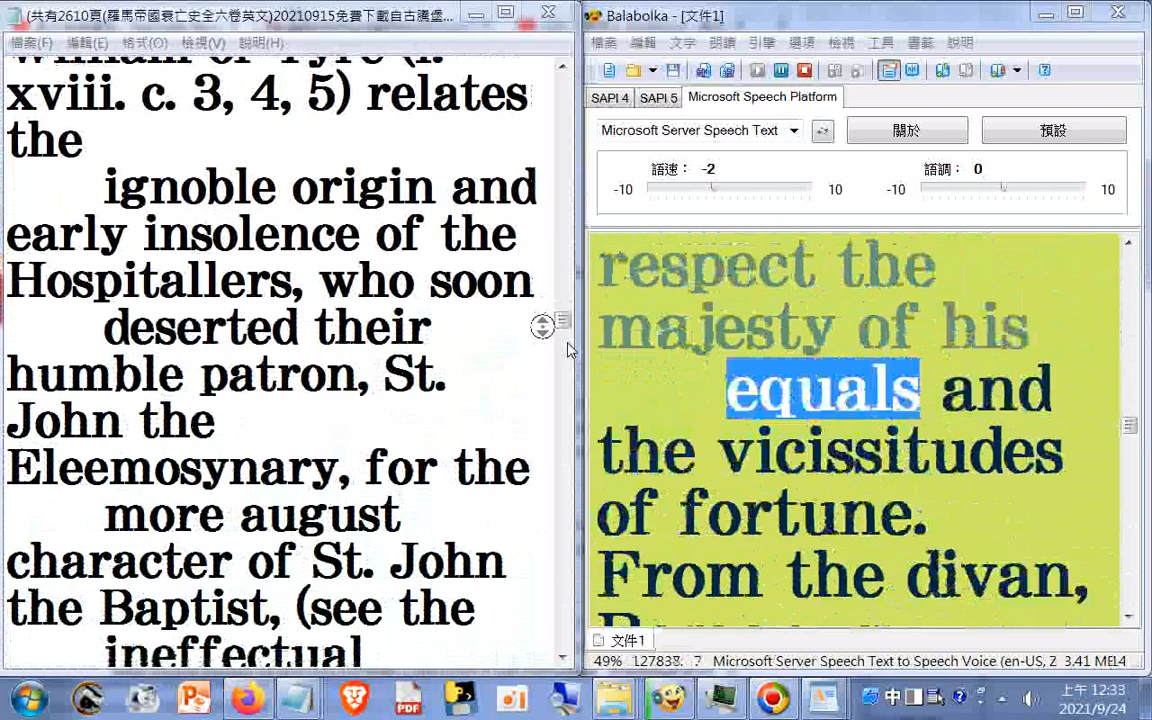 (共有2610頁(羅馬帝國衰亡史全六卷英文)20210915免費下載自古騰堡...
檔案(F) 編輯(E) 格式(O) 檢視(V) 說明(H)
William of Tyre (l.
xviii. c. 3, 4, 5) relates
the
ignoble origin and
early insolence of the
Hospitallers, who soon
deserted their
humble patron, St.
John the
Eleemosynary, for the
more august
character of St. John
the Baptist, (see the
ineffectual
Balabolka - [文件1]
檔案 編輯 文字 朗讀 引擎 選項 檢視 工具 書籤 說明
SAPI 4 SAPI 5 Microsoft Speech Platform
Microsoft Server Speech Text 關於 預設
語速: -2 語調: 0
-10 10 -10 10
respect the
majesty of his
equals and
the vicissitudes
of fortune.
From the divan,
文件1
49% 127838: ? Microsoft Server Speech Text to Speech Voice (en-US, Z 3.41 ME14
中
上午 12:33
2021/9/24